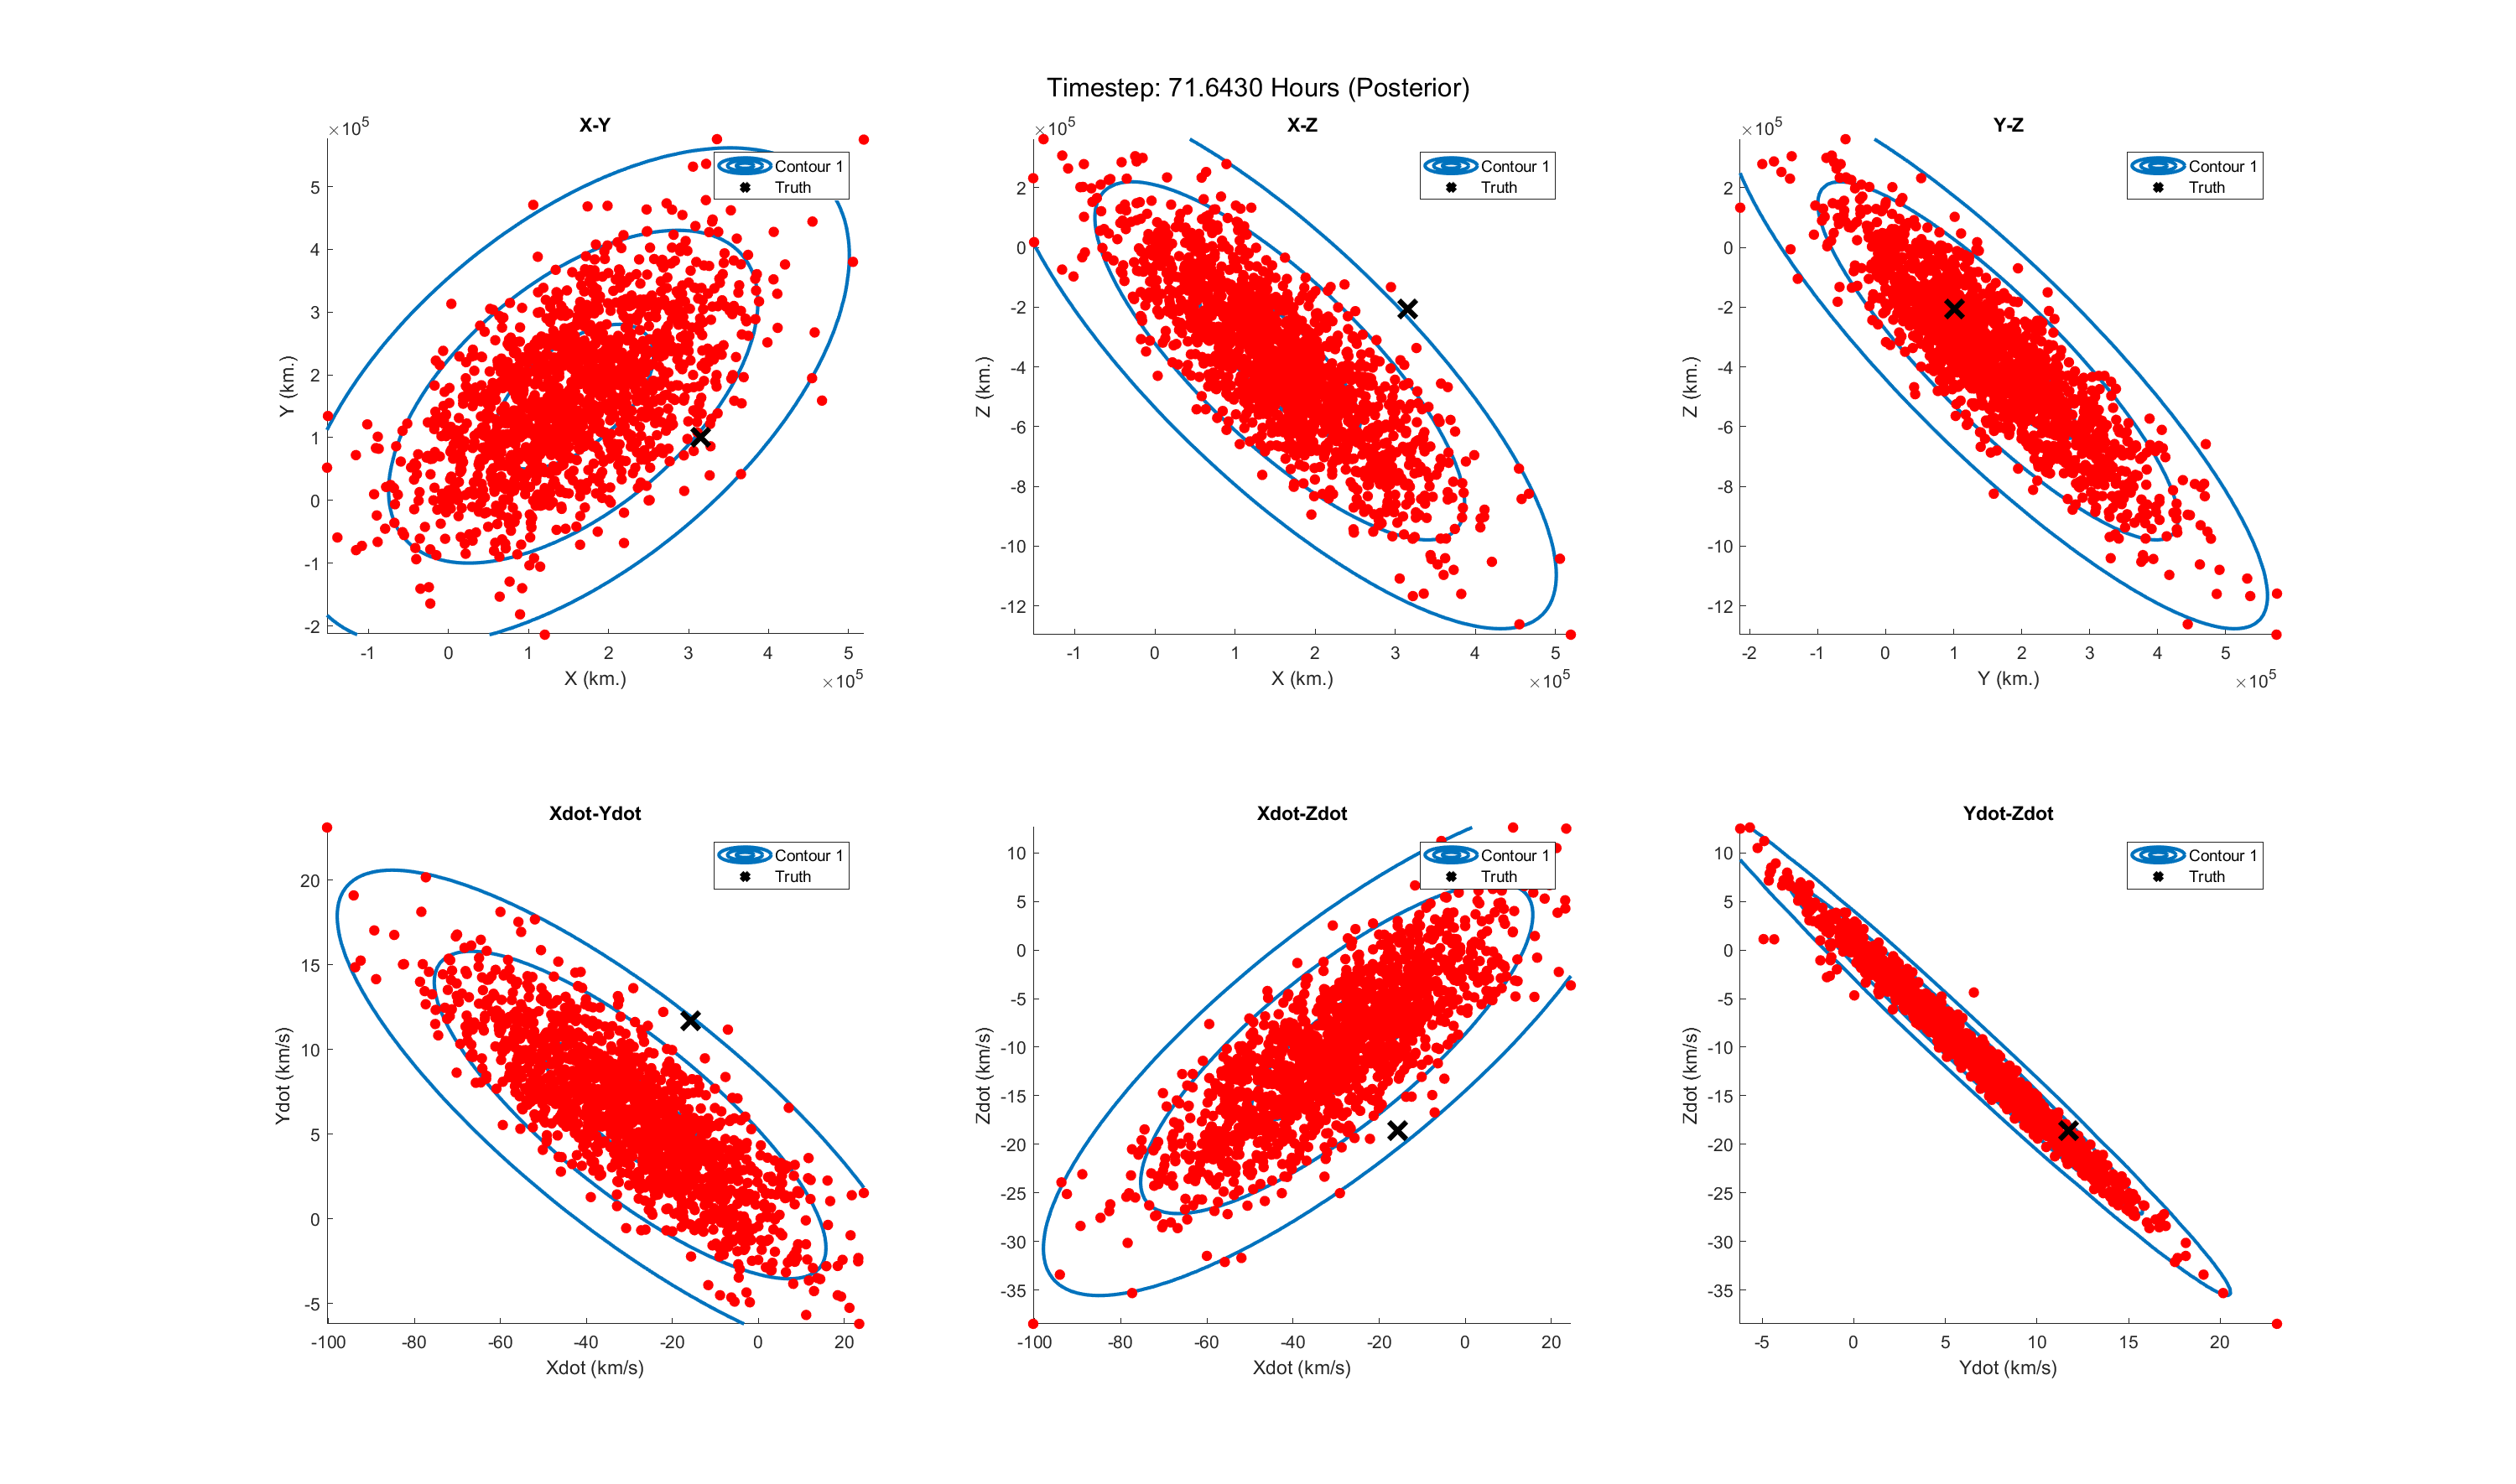 Timestep: 71.6430 Hours (Posterior)
X-Y
×10^5
Contour 1
Truth
5
4
3
2
1
0
-1
-2
Y (km.)
-1 0 1 2 3 4 5
X (km.)
×10^5
X-Z
×10^5
Contour 1
Truth
2
0
-2
-4
-6
-8
-10
-12
Z (km.)
-1 0 1 2 3 4 5
X (km.)
×10^5
Y-Z
×10^5
Contour 1
Truth
2
0
-2
-4
-6
-8
-10
-12
Z (km.)
-2 -1 0 1 2 3 4 5
Y (km.)
×10^5
Xdot-Ydot
Contour 1
Truth
20
15
10
5
0
-5
Ydot (km/s)
-100 -80 -60 -40 -20 0 20
Xdot (km/s)
Xdot-Zdot
Contour 1
Truth
10
5
0
-5
-10
-15
-20
-25
-30
-35
Zdot (km/s)
-100 -80 -60 -40 -20 0 20
Xdot (km/s)
Ydot-Zdot
Contour 1
Truth
10
5
0
-5
-10
-15
-20
-25
-30
-35
Zdot (km/s)
-5 0 5 10 15 20
Ydot (km/s)